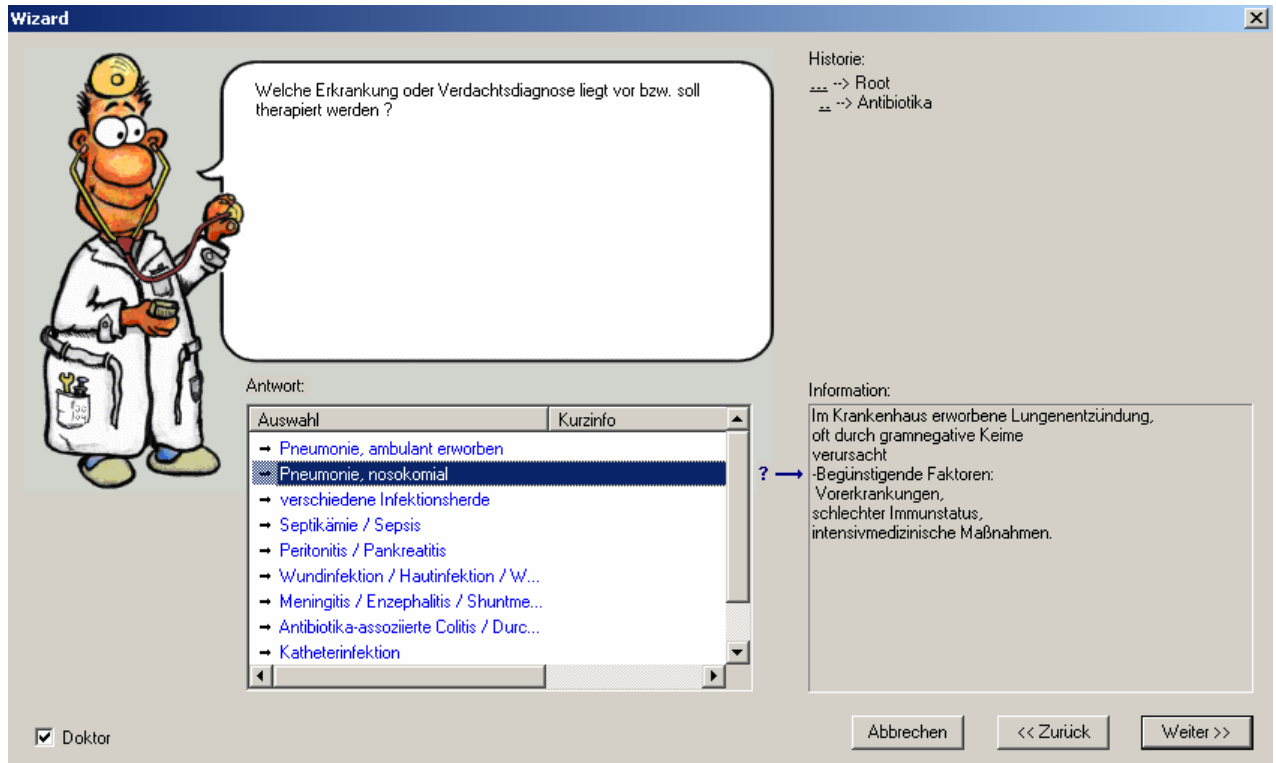 Wizard
Welche Erkrankung oder Verdachtsdiagnose liegt vor bzw. soll
therapiert werden ?
Historie:
... --> Root
.. --> Antibiotika
Antwort:
Auswahl Kurzinfo
Pneumonie, ambulant erworben
Pneumonie, nosokomial
verschiedene Infektionsherde
Septikämie / Sepsis
Peritonitis / Pankreatitis
Wundinfektion / Hautinfektion / W...
Meningitis / Enzephalitis / Shuntme...
Antibiotika-assoziierte Colitis / Durc...
Katheterinfektion
?
Information:
Im Krankenhaus erworbene Lungenentzündung,
oft durch gramnegative Keime
verursacht
-Begünstigende Faktoren:
Vorerkrankungen,
schlechter Immunstatus,
intensivmedizinische Maßnahmen.
Doktor
Abbrechen
<< Zurück
Weiter >>